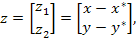 z = [z₁ z₂] = [x − x* y − y*],